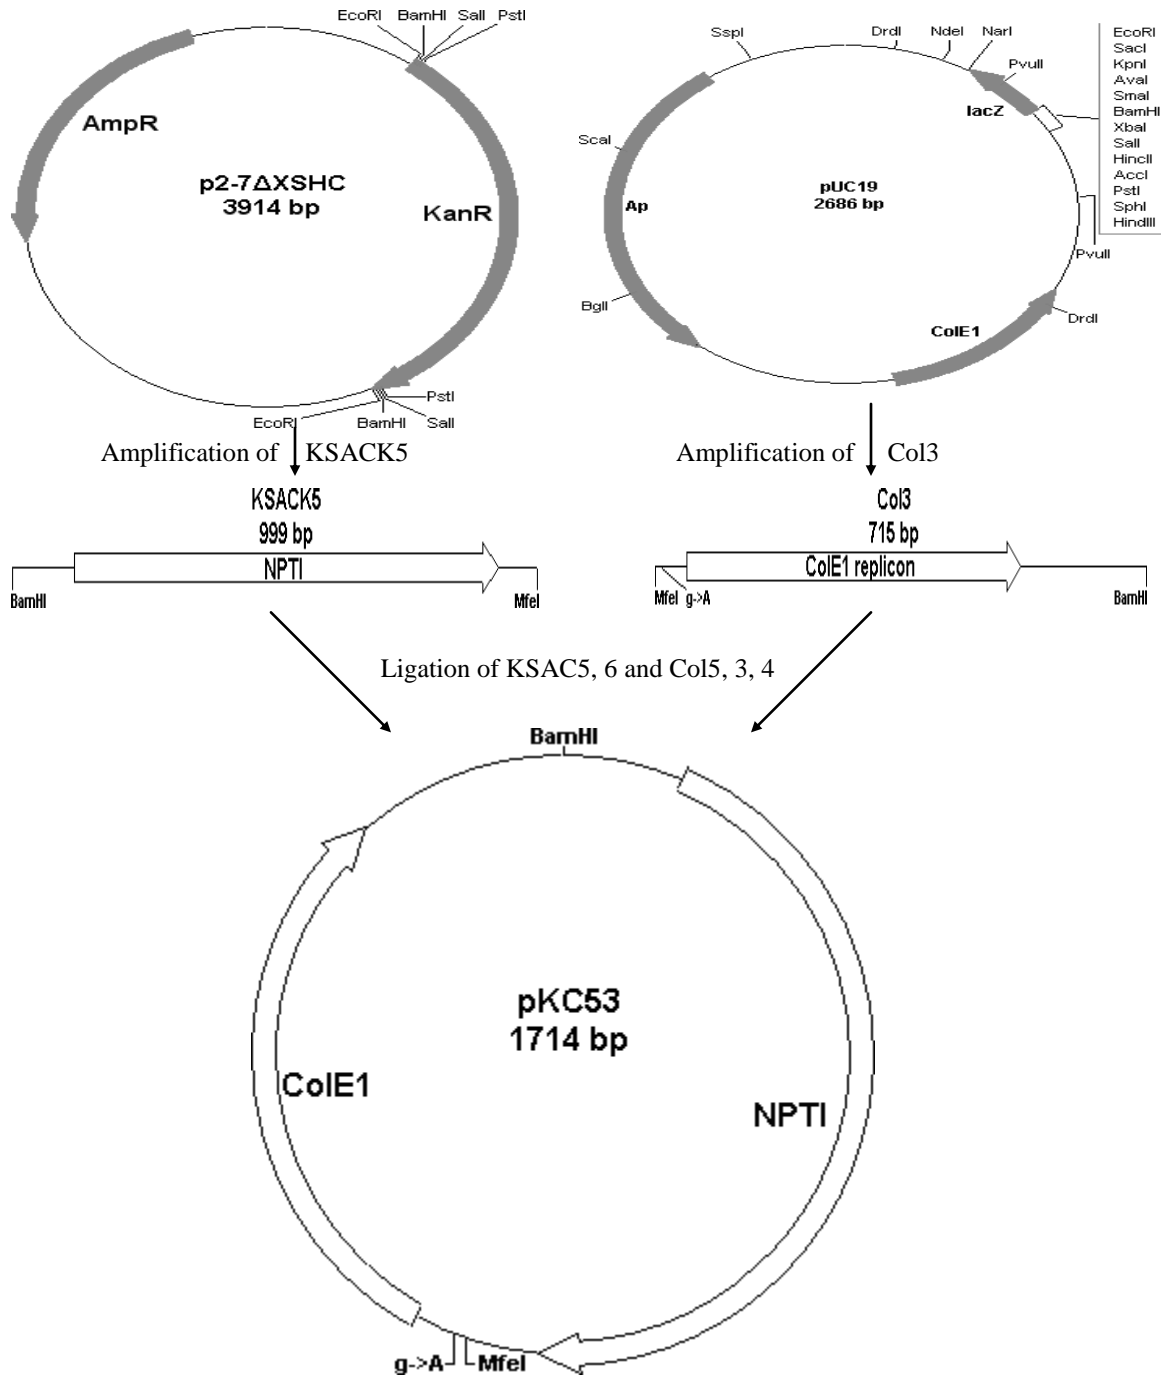 EcoRI BamHI SalI PstI
AmpR
p2-7ΔXSHC
3914 bp
KanR
PstI
EcoRI BamHI SalI
SspI DrdI NdeI NarI
PvuII
lacZ
ScaI
pUC19
2686 bp
Ap
BglI
ColE1
DrdI
PvuII
EcoRI
SacI
KpnI
AvaI
SmaI
BamHI
XbaI
SalI
HincII
AccI
PstI
SphI
HindIII
Amplification of KSACK5
Amplification of Col3
KSACK5
999 bp
NPTI
BamHI MfeI
Col3
715 bp
ColE1 replicon
MfeI g->A BamHI
Ligation of KSAC5, 6 and Col5, 3, 4
BamHI
pKC53
1714 bp
ColE1
NPTI
g->A MfeI